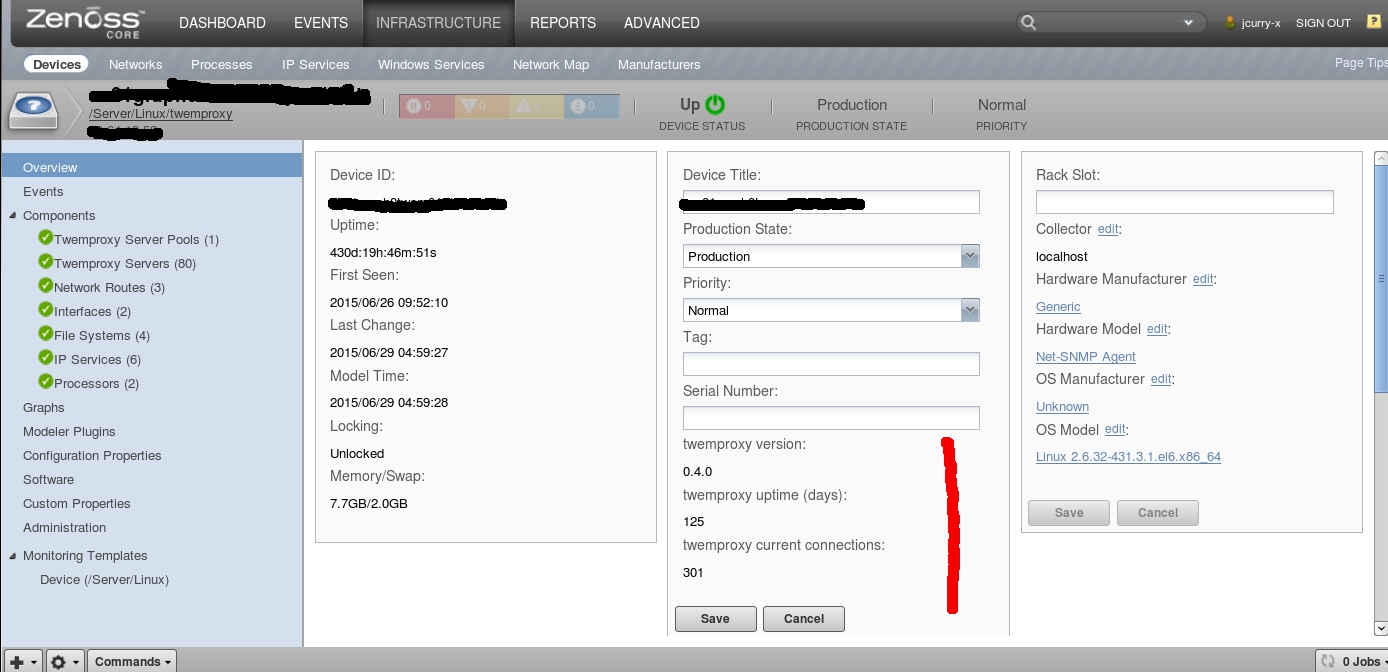 Zenoss CORE
DASHBOARD EVENTS INFRASTRUCTURE REPORTS ADVANCED
jcurry-x SIGN OUT ?
Devices Networks Processes IP Services Windows Services Network Map Manufacturers
Page Tips
/Server/Linux/twemproxy
0 0 0 0
Up
DEVICE STATUS
Production
PRODUCTION STATE
Normal
PRIORITY
Overview
Events
Components
Twemproxy Server Pools (1)
Twemproxy Servers (80)
Network Routes (3)
Interfaces (2)
File Systems (4)
IP Services (6)
Processors (2)
Graphs
Modeler Plugins
Configuration Properties
Software
Custom Properties
Administration
Monitoring Templates
Device (/Server/Linux)
Device ID:
Uptime:
430d:19h:46m:51s
First Seen:
2015/06/26 09:52:10
Last Change:
2015/06/29 04:59:27
Model Time:
2015/06/29 04:59:28
Locking:
Unlocked
Memory/Swap:
7.7GB/2.0GB
Device Title:
Production State:
Production
Priority:
Normal
Tag:
Serial Number:
twemproxy version:
0.4.0
twemproxy uptime (days):
125
twemproxy current connections:
301
Save Cancel
Rack Slot:
Collector edit:
localhost
Hardware Manufacturer edit:
Generic
Hardware Model edit:
Net-SNMP Agent
OS Manufacturer edit:
Unknown
OS Model edit:
Linux 2.6.32-431.3.1.el6.x86_64
Save Cancel
Commands
0 Jobs